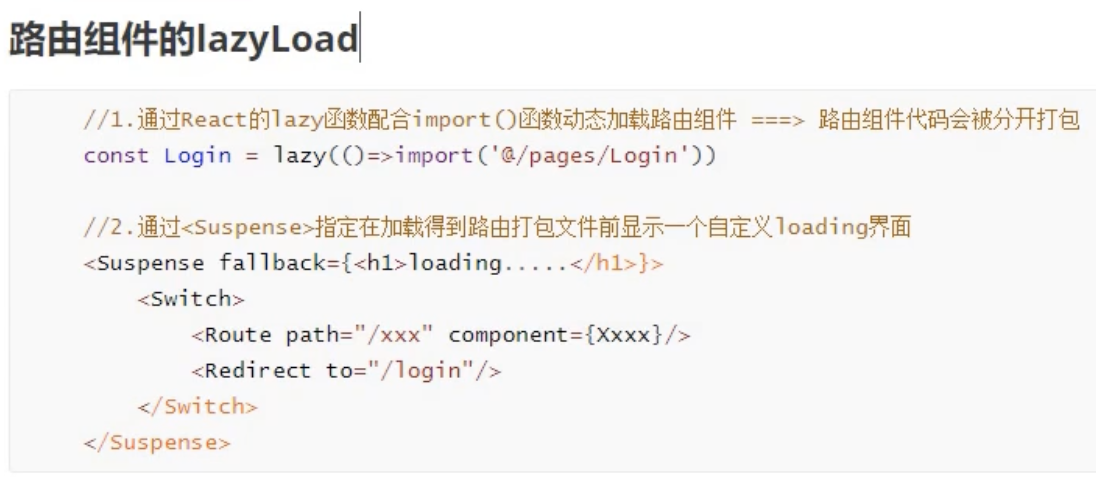 路由组件的lazyLoad
//1.通过React的lazy函数配合import()函数动态加载路由组件 ===> 路由组件代码会被分开打包
const Login = lazy(()=>import('@/pages/Login'))
//2.通过<Suspense>指定在加载得到路由打包文件前显示一个自定义loading界面
<Suspense fallback={<h1>loading.....</h1>}>
<Switch>
<Route path="/xxx" component={Xxxx}/>
<Redirect to="/login"/>
</Switch>
</Suspense>